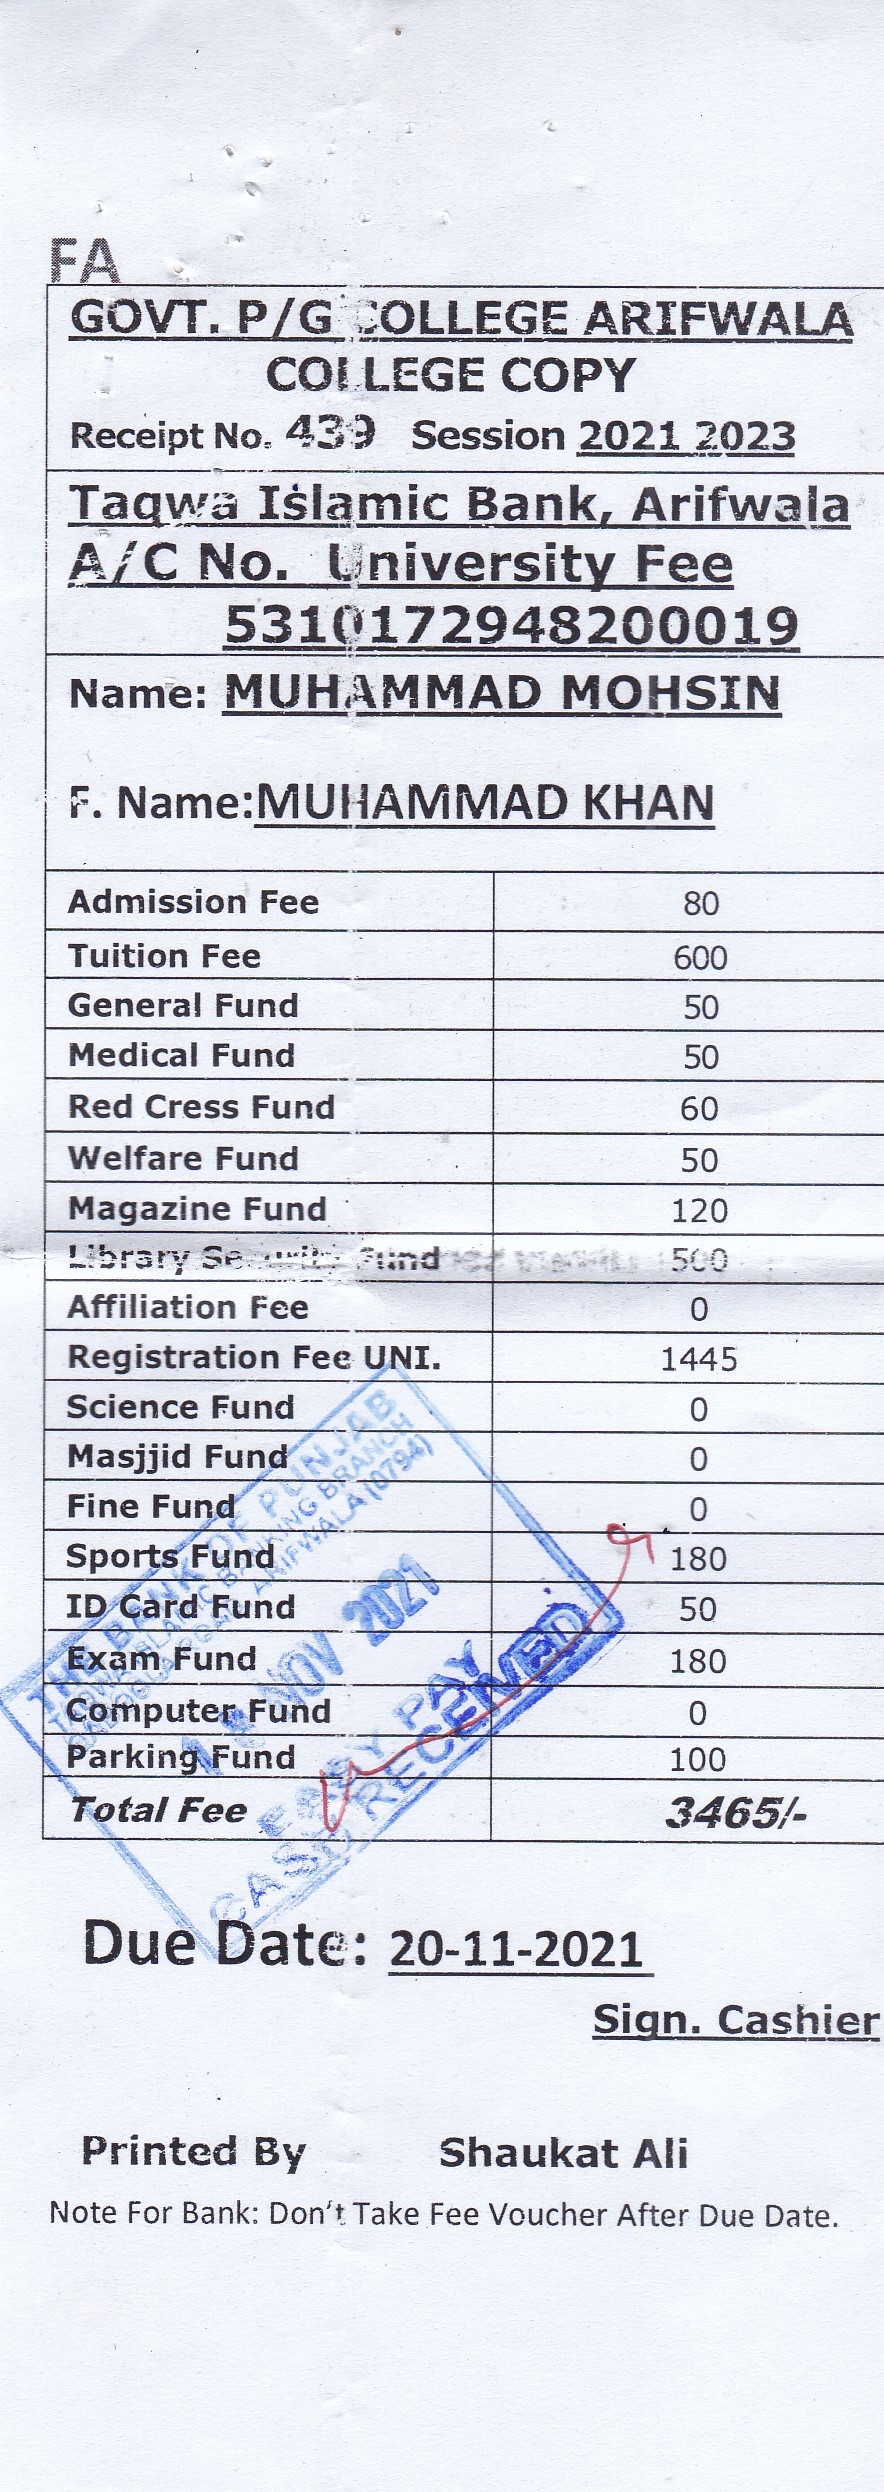 FA
GOVT. P/G COLLEGE ARIFWALA
COLLEGE COPY
Receipt No. 439 Session 2021 2023
Taqwa Islamic Bank, Arifwala
A/C No. University Fee
5310172948200019
Name: MUHAMMAD MOHSIN
F. Name:MUHAMMAD KHAN
Admission Fee 80
Tuition Fee 600
General Fund 50
Medical Fund 50
Red Cress Fund 60
Welfare Fund 50
Magazine Fund 120
Library Security Fund 500
Affiliation Fee 0
Registration Fee UNI. 1445
Science Fund 0
Masjjid Fund 0
Fine Fund 0
Sports Fund 180
ID Card Fund 50
Exam Fund 180
Computer Fund 0
Parking Fund 100
Total Fee 3465/-
THE BANK OF PUNJAB
TAQWA ISLAMIC BANKING BRANCH
ARIFWALA (0794)
NOV 2021
EASY PAY
CASH RECEIVED
Due Date: 20-11-2021
Sign. Cashier
Printed By Shaukat Ali
Note For Bank: Don't Take Fee Voucher After Due Date.